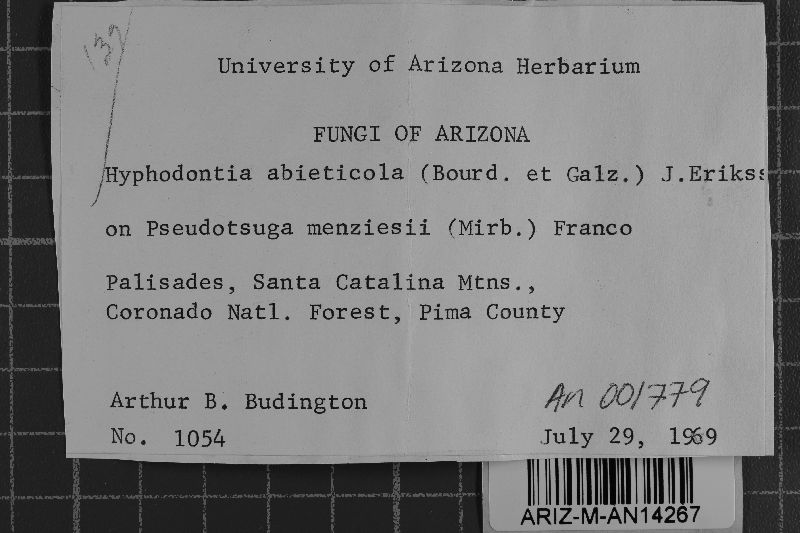 137
University of Arizona Herbarium
FUNGI OF ARIZONA
Hyphodontia abieticola (Bourd. et Galz.) J.Erikss
on Pseudotsuga menziesii (Mirb.) Franco
Palisades, Santa Catalina Mtns.,
Coronado Natl. Forest, Pima County
Arthur B. Budington
An 001779
No. 1054
July 29, 1969
ARIZ-M-AN14267